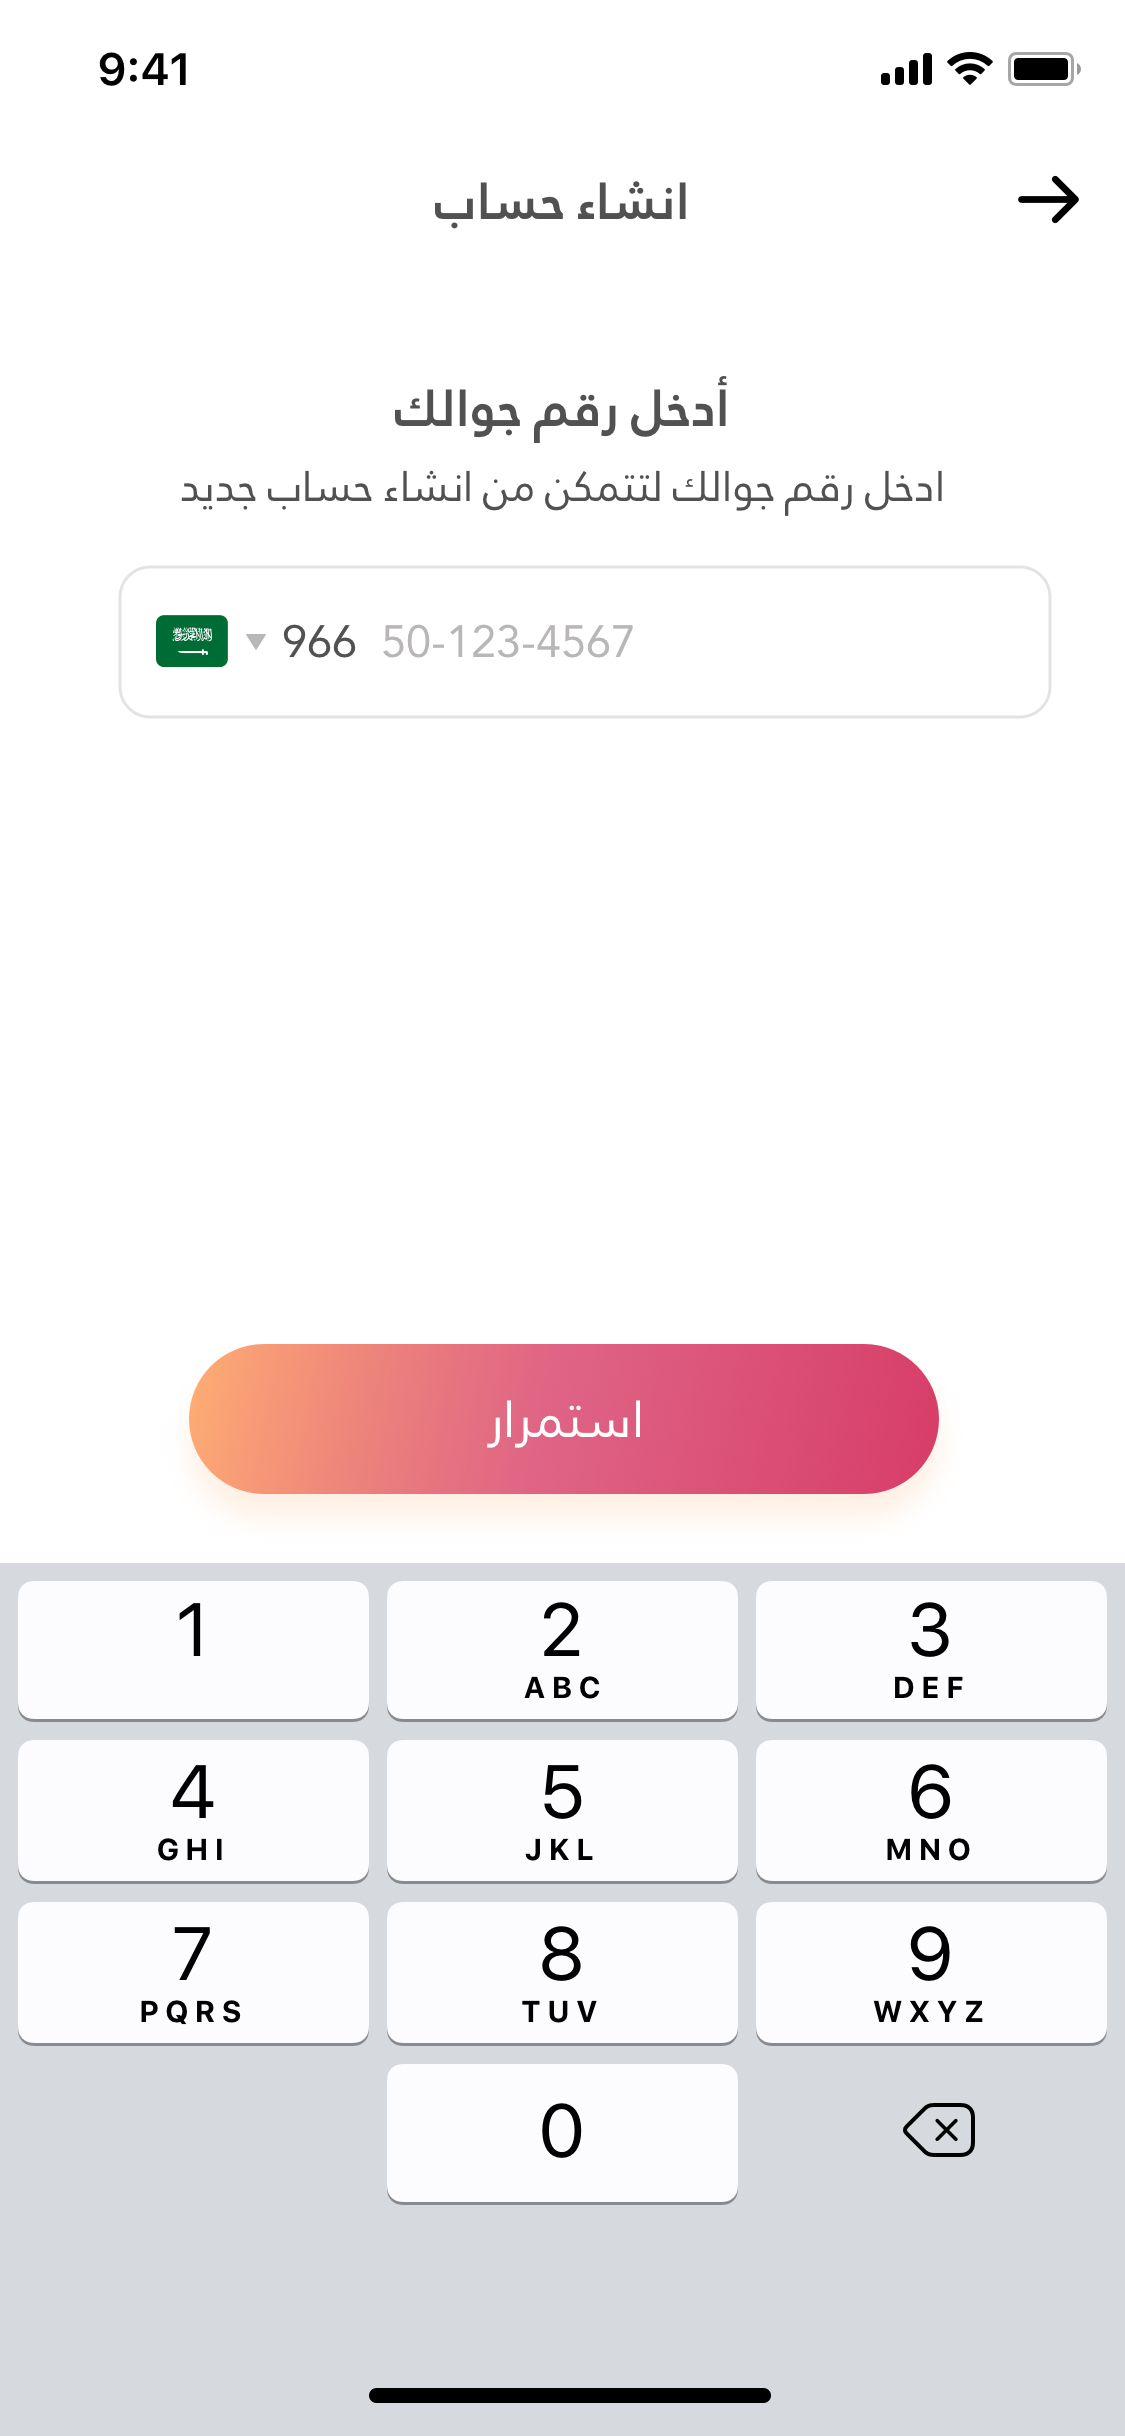 9:41
انشاء حساب
أدخل رقم جوالك
ادخل رقم جوالك لتتمكن من انشاء حساب جديد
966 50-123-4567
استمرار
1 2 3
ABC DEF
4 5 6
GHI JKL MNO
7 8 9
PQRS TUV WXYZ
0